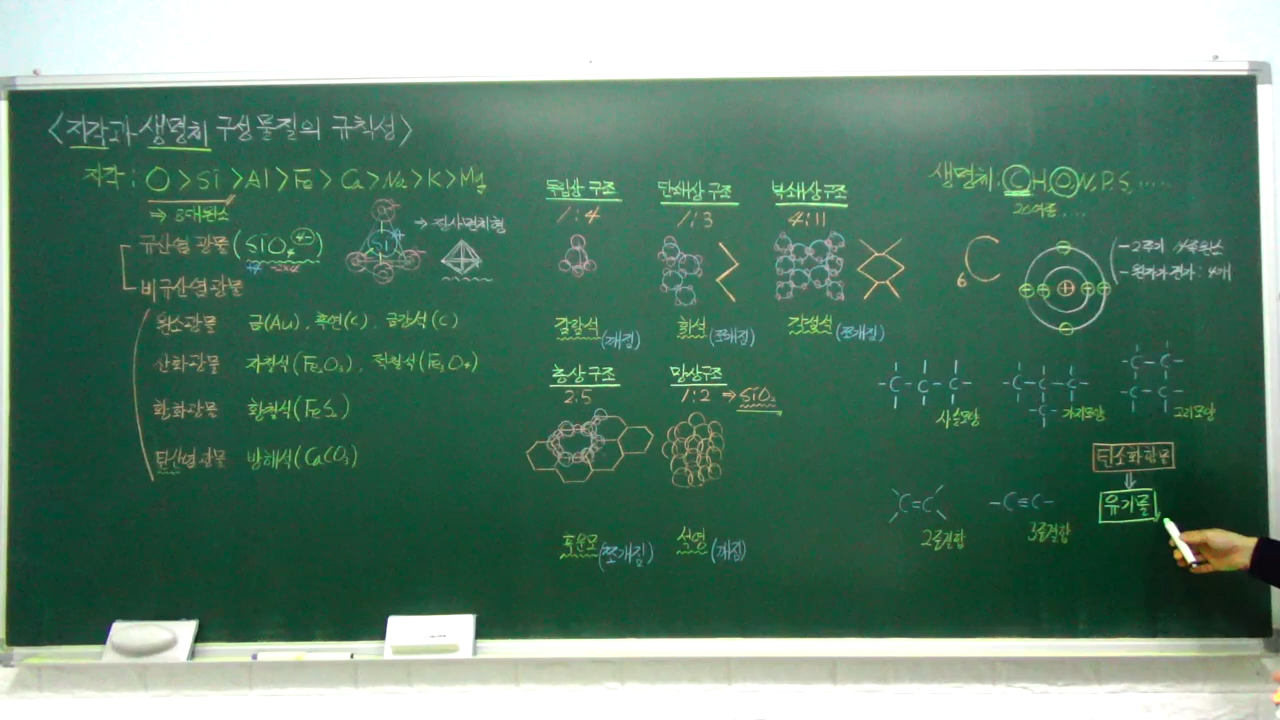 <지각과 생명체 구성 물질의 규칙성>
지각 : O > Si > Al > Fe > Ca > Na > K > Mg
⇒ 8대원소
규산염 광물 (SiO₄⁴⁻)
+4 -2×4
Si
→ 정사면체형
비규산염광물
원소광물 금(Au), 흑연(C), 금강석(C)
산화광물 자철석(Fe₂O₃), 적철석(Fe₃O₄)
황화광물 황철석(FeS₂)
탄산염광물 방해석(CaCO₃)
독립상 구조
1:4
감람석 (깨짐)
단쇄상 구조
1:3
휘석 (쪼개짐)
복쇄상 구조
4:11
각섬석 (쪼개짐)
층상 구조
2:5
흑운모 (쪼개짐)
망상구조
1:2 ⇒ SiO₂
석영 (깨짐)
생명체 : C H O N. P. S. ....
20여종 ....
₆C
- 2주기 14족원소
- 원자가 전자 : 4개
-C-C-C-
사슬모양
-C-C-C-
C
가지모양
-C-C-
-C-C-
고리모양
C=C
2중결합
-C≡C-
3중결합
탄소화합물
⇓
유기물